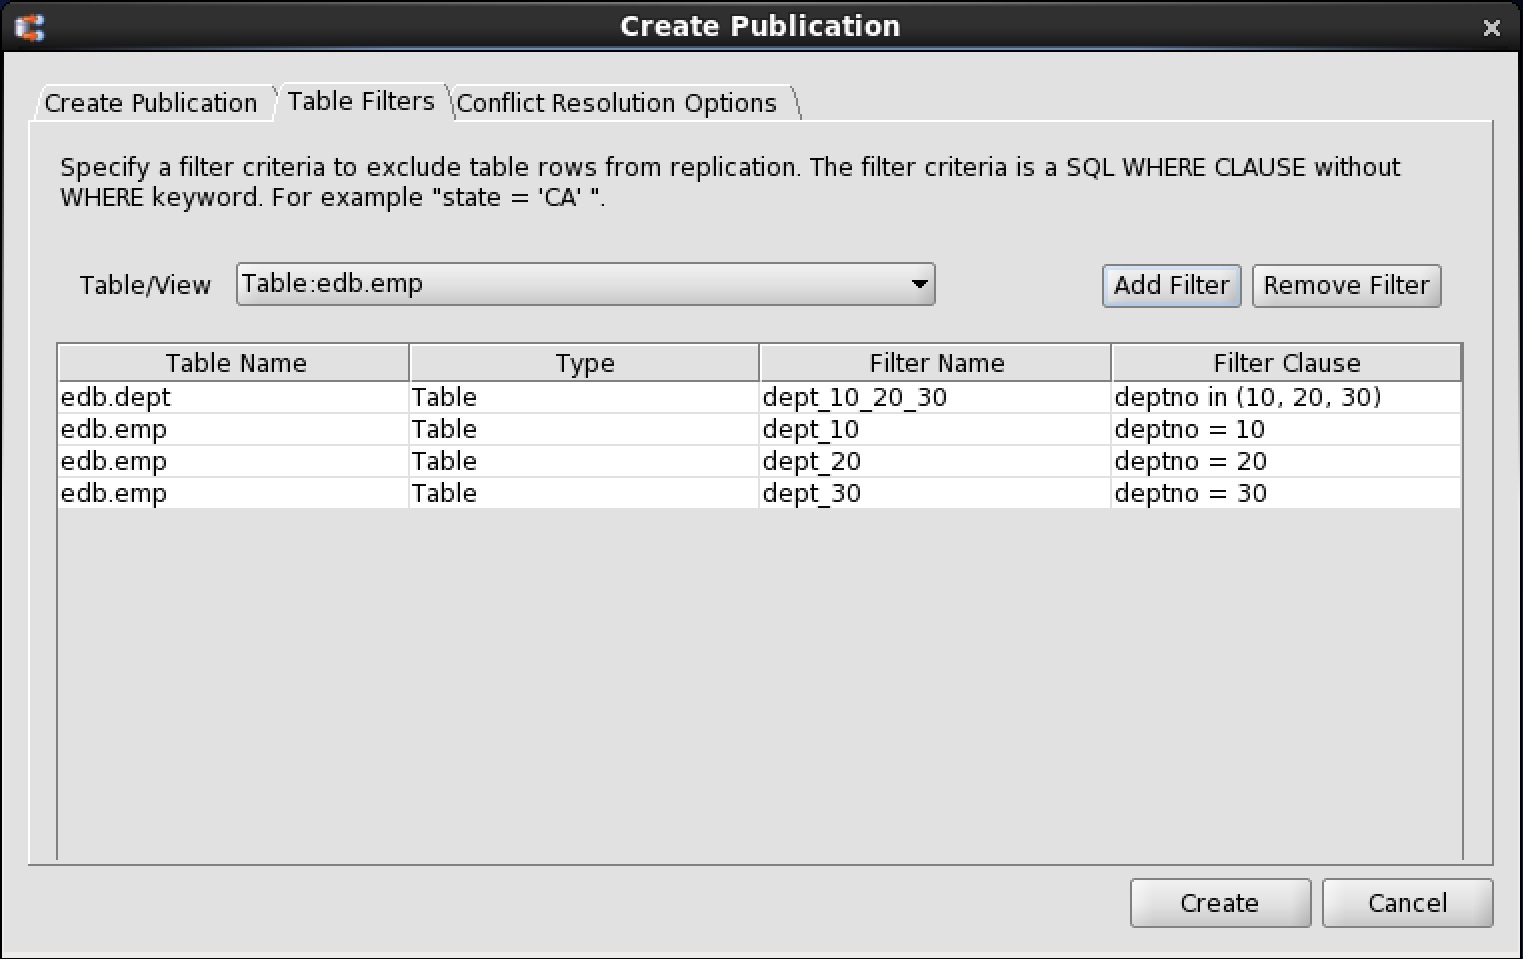 Create Publication
Create Publication Table Filters Conflict Resolution Options
Specify a filter criteria to exclude table rows from replication. The filter criteria is a SQL WHERE CLAUSE without
WHERE keyword. For example "state = 'CA' ".
Table/View Table:edb.emp Add Filter Remove Filter
Table Name Type Filter Name Filter Clause
edb.dept Table dept_10_20_30 deptno in (10, 20, 30)
edb.emp Table dept_10 deptno = 10
edb.emp Table dept_20 deptno = 20
edb.emp Table dept_30 deptno = 30
Create Cancel